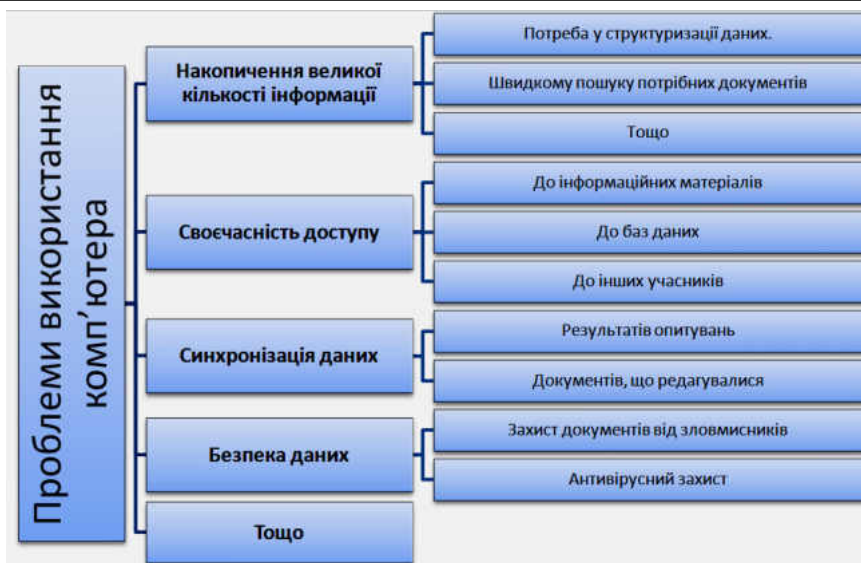 Проблеми використання
комп’ютера
Накопичення великої
кількості інформації
Потреба у структуризації даних.
Швидкому пошуку потрібних документів
Тощо
Своєчасність доступу
До інформаційних матеріалів
До баз даних
До інших учасників
Синхронізація даних
Результатів опитувань
Документів, що редагувалися
Безпека даних
Захист документів від зловмисників
Антивірусний захист
Тощо